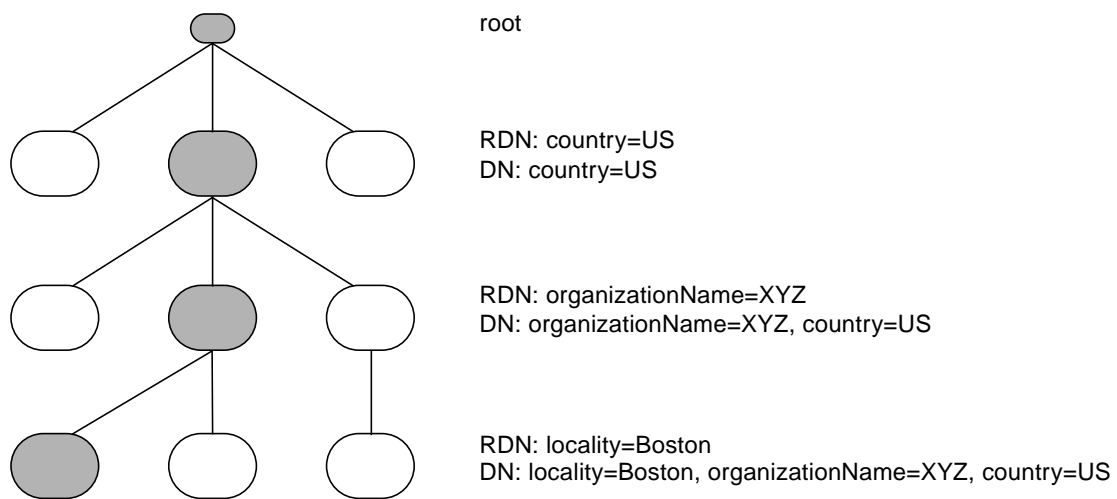 root
RDN: country=US
DN: country=US
RDN: organizationName=XYZ
DN: organizationName=XYZ, country=US
RDN: locality=Boston
DN: locality=Boston, organizationName=XYZ, country=US